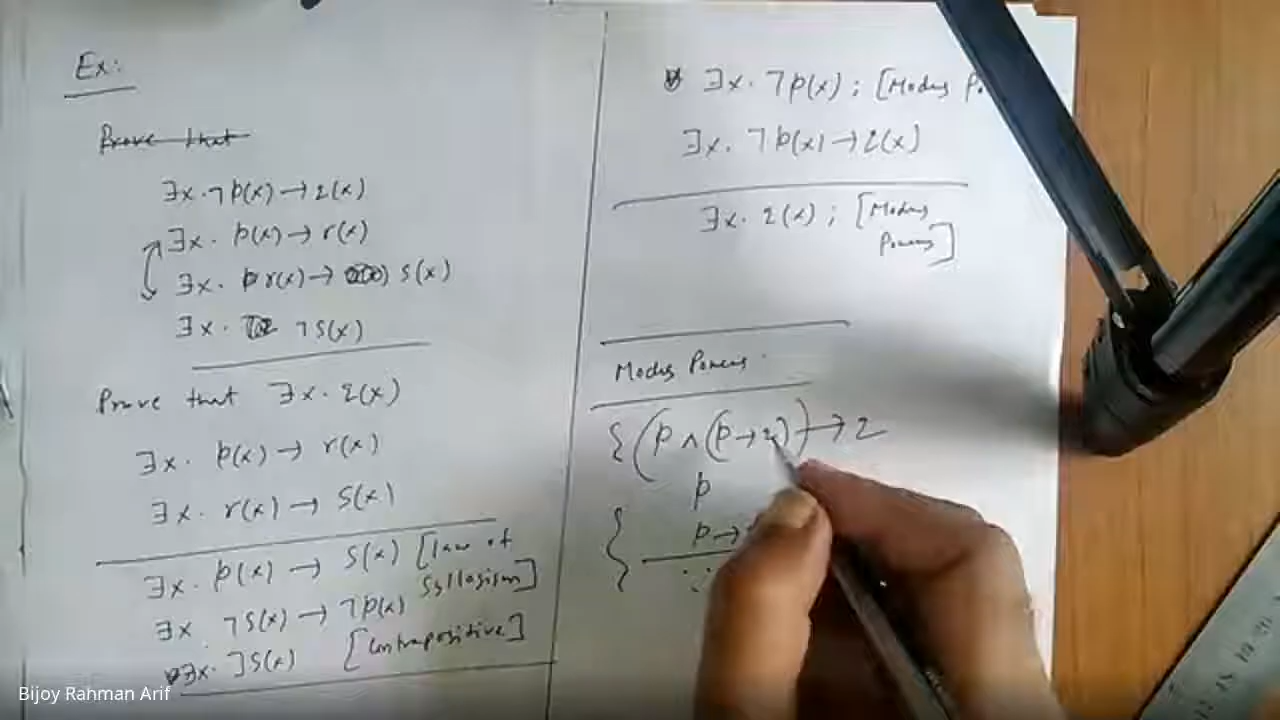 Ex:
Prove that
∃x.¬p(x)→q(x)
∃x. p(x)→r(x)
∃x. r(x)→ s(x)
∃x. ¬s(x)
Prove that ∃x.q(x)
∃x. p(x)→ r(x)
∃x. r(x)→ s(x)
∃x. p(x) → s(x) [law of
syllogism]
∃x. ¬s(x)→ ¬p(x)
[Contrapositive]
∃x. ¬s(x)
∃x. ¬p(x) ; [Modus
∃x. ¬p(x)→q(x)
∃x. q(x) ; [Modus
Ponens]
Modus Ponens.
{(p∧(p→q))→q
p
p→
∴
Bijoy Rahman Arif